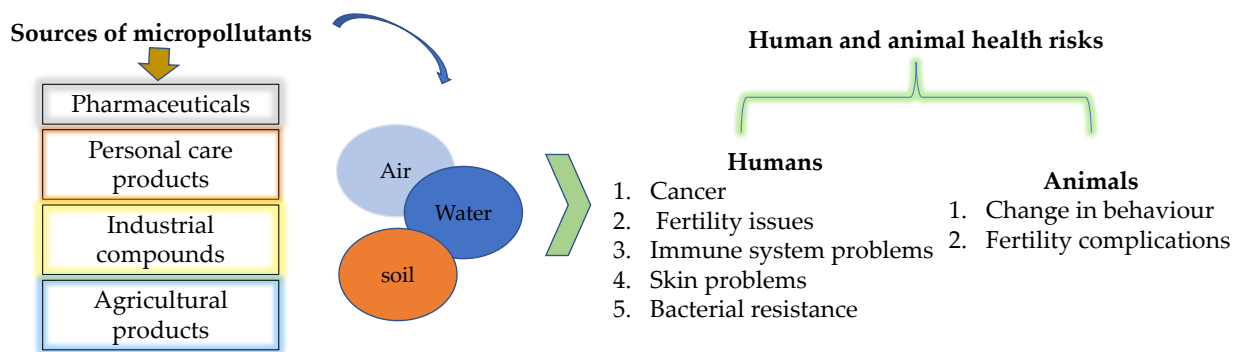 Sources of micropollutants
Pharmaceuticals
Personal care
products
Industrial
compounds
Agricultural
products
Air
Water
soil
Human and animal health risks
Humans
1. Cancer
2. Fertility issues
3. Immune system problems
4. Skin problems
5. Bacterial resistance
Animals
1. Change in behaviour
2. Fertility complications